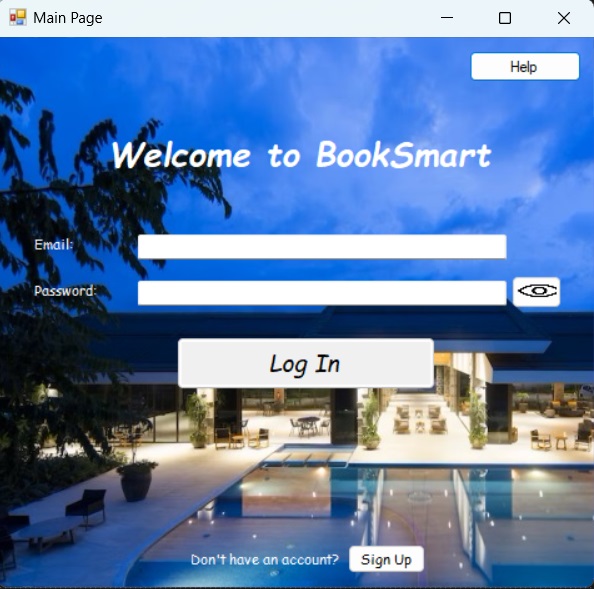 Main Page
Help
Welcome to BookSmart
Email:
Password:
Log In
Don't have an account? Sign Up